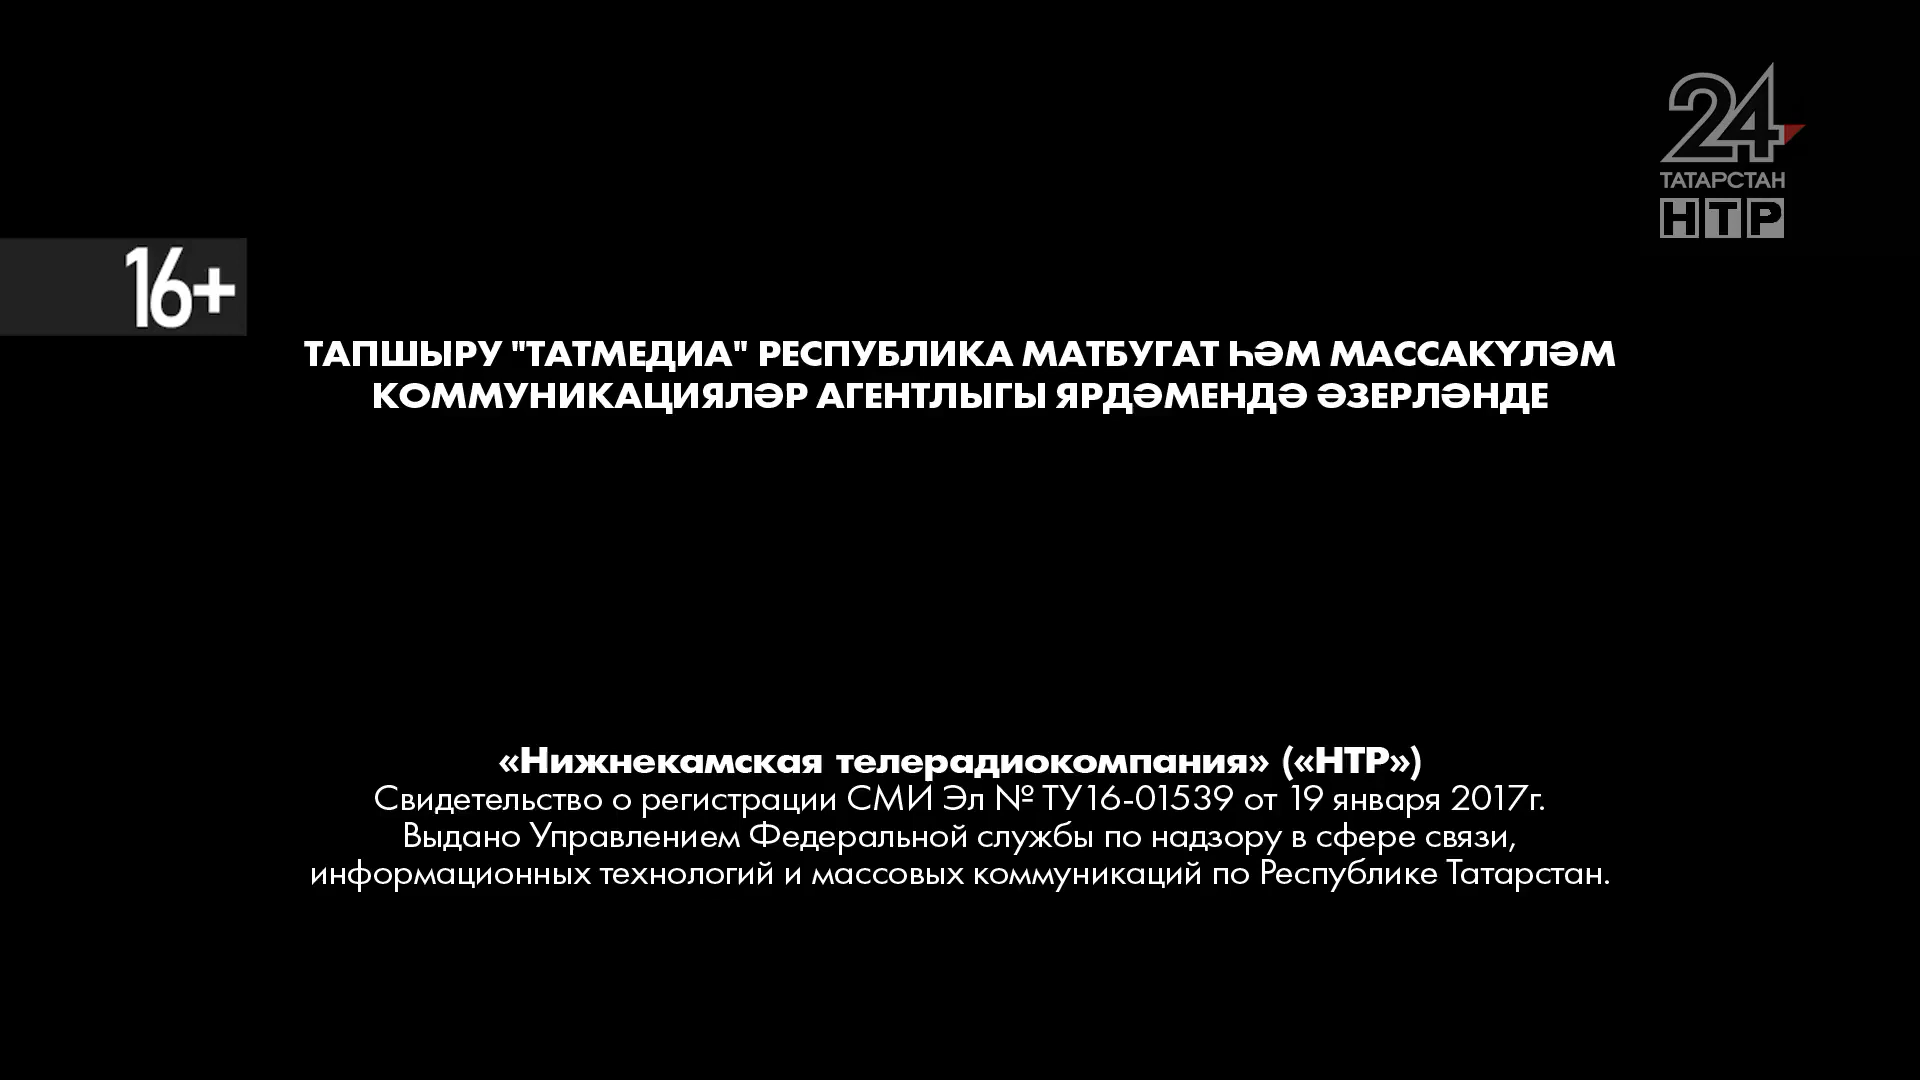 24
ТАТАРСТАН
НТР
16+
ТАПШЫРУ "ТАТМЕДИА" РЕСПУБЛИКА МАТБУГАТ ҺӘМ МАССАКҮЛӘМ
КОММУНИКАЦИЯЛӘР АГЕНТЛЫГЫ ЯРДӘМЕНДӘ ӘЗЕРЛӘНДЕ
«Нижнекамская телерадиокомпания» («НТР»)
Свидетельство о регистрации СМИ Эл № ТУ16-01539 от 19 января 2017г.
Выдано Управлением Федеральной службы по надзору в сфере связи,
информационных технологий и массовых коммуникаций по Республике Татарстан.